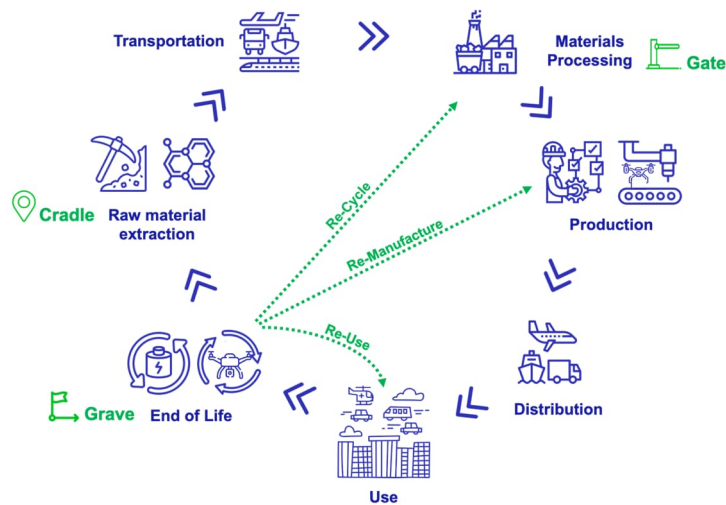 Transportation
Materials
Processing
Gate
Cradle
Raw material
extraction
Re-Cycle
Re-Manufacture
Production
Re-Use
Grave
End of Life
Distribution
Use